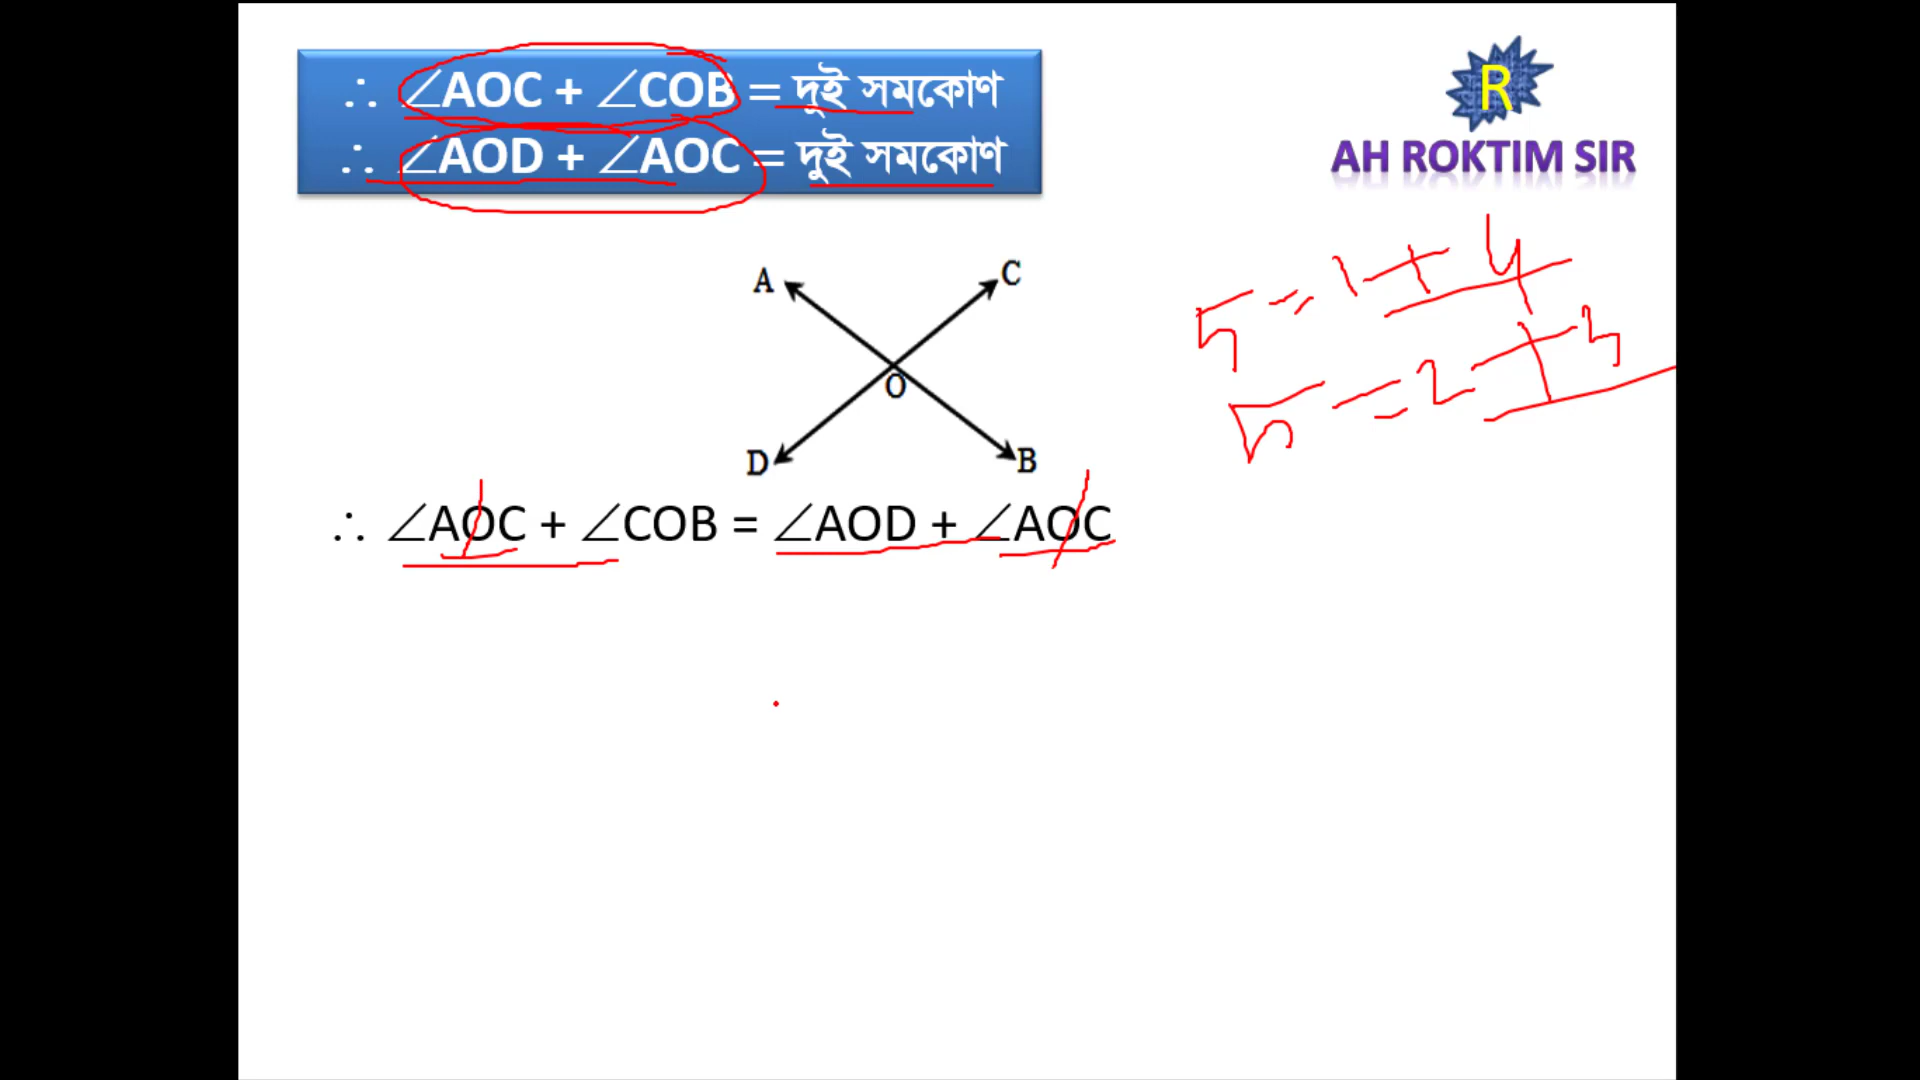 ∴ ∠AOC + ∠COB = দুই সমকোণ
∴ ∠AOD + ∠AOC = দুই সমকোণ
R
AH ROKTIM SIR
5 = 1 + 4
5 = 2 + 3
A
C
O
D
B
∴ ∠AOC + ∠COB = ∠AOD + ∠AOC